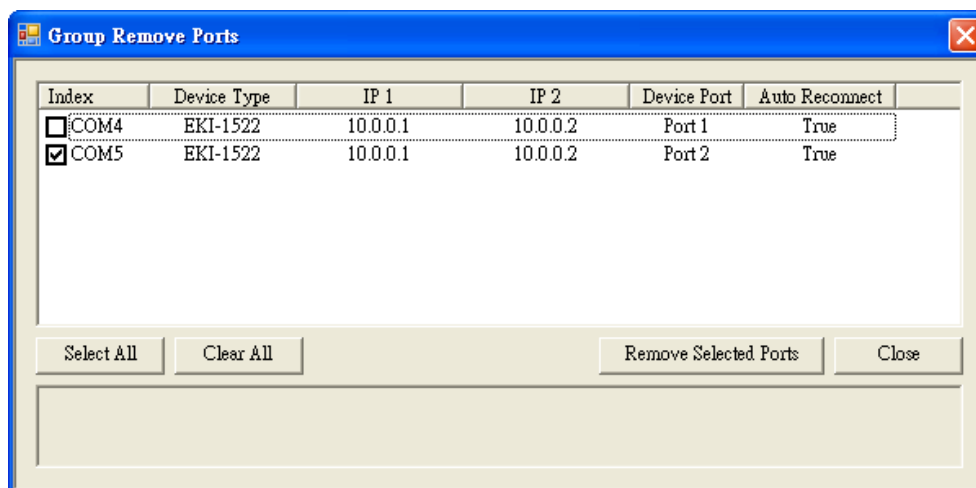 Group Remove Ports
Index Device Type IP 1 IP 2 Device Port Auto Reconnect
COM4 EKI-1522 10.0.0.1 10.0.0.2 Port 1 True
COM5 EKI-1522 10.0.0.1 10.0.0.2 Port 2 True
Select All Clear All Remove Selected Ports Close